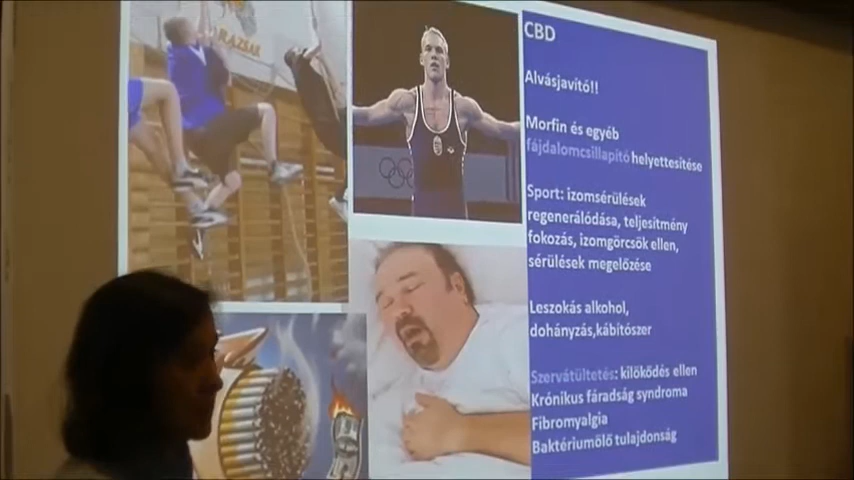 RAZSAK
CBD
Alvásjavító!!
Morfin és egyéb
fájdalomcsillapító helyettesítése
Sport: izomsérülések
regenerálódása, teljesítmény
fokozás, izomgörcsök ellen,
sérülések megelőzése
Leszokás alkohol,
dohányzás,kábítószer
Szervátültetés: kilökődés ellen
Krónikus fáradság syndroma
Fibromyalgia
Baktériumölő tulajdonság